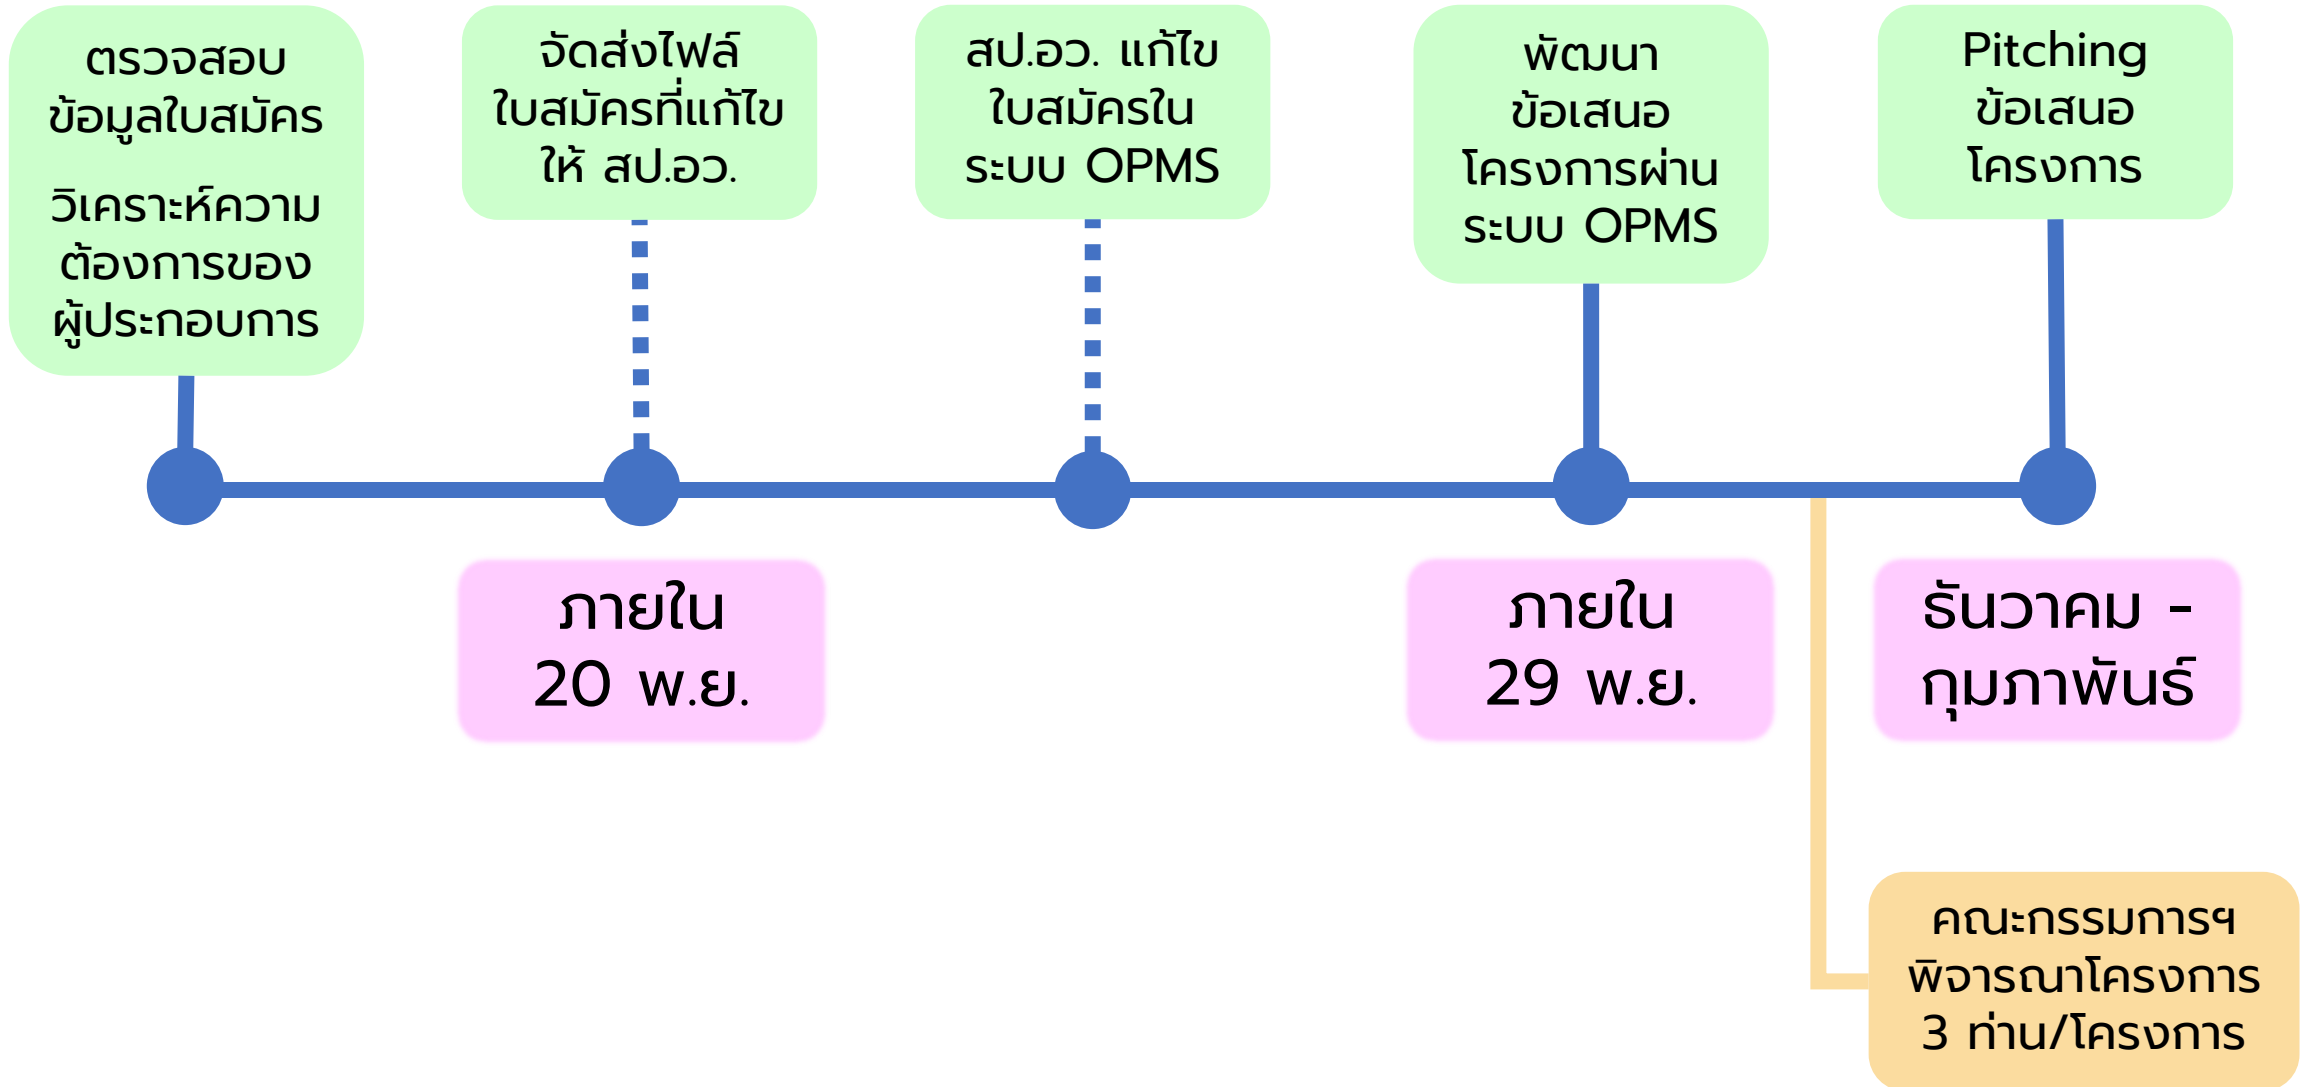 ตรวจสอบ
ข้อมูลใบสมัคร
วิเคราะห์ความ
ต้องการของ
ผู้ประกอบการ
จัดส่งไฟล์
ใบสมัครที่แก้ไข
ให้ สป.อว.
สป.อว. แก้ไข
ใบสมัครใน
ระบบ OPMS
พัฒนา
ข้อเสนอ
โครงการผ่าน
ระบบ OPMS
Pitching
ข้อเสนอ
โครงการ
ภายใน
20 พ.ย.
ภายใน
29 พ.ย.
ธันวาคม -
กุมภาพันธ์
คณะกรรมการฯ
พิจารณาโครงการ
3 ท่าน/โครงการ